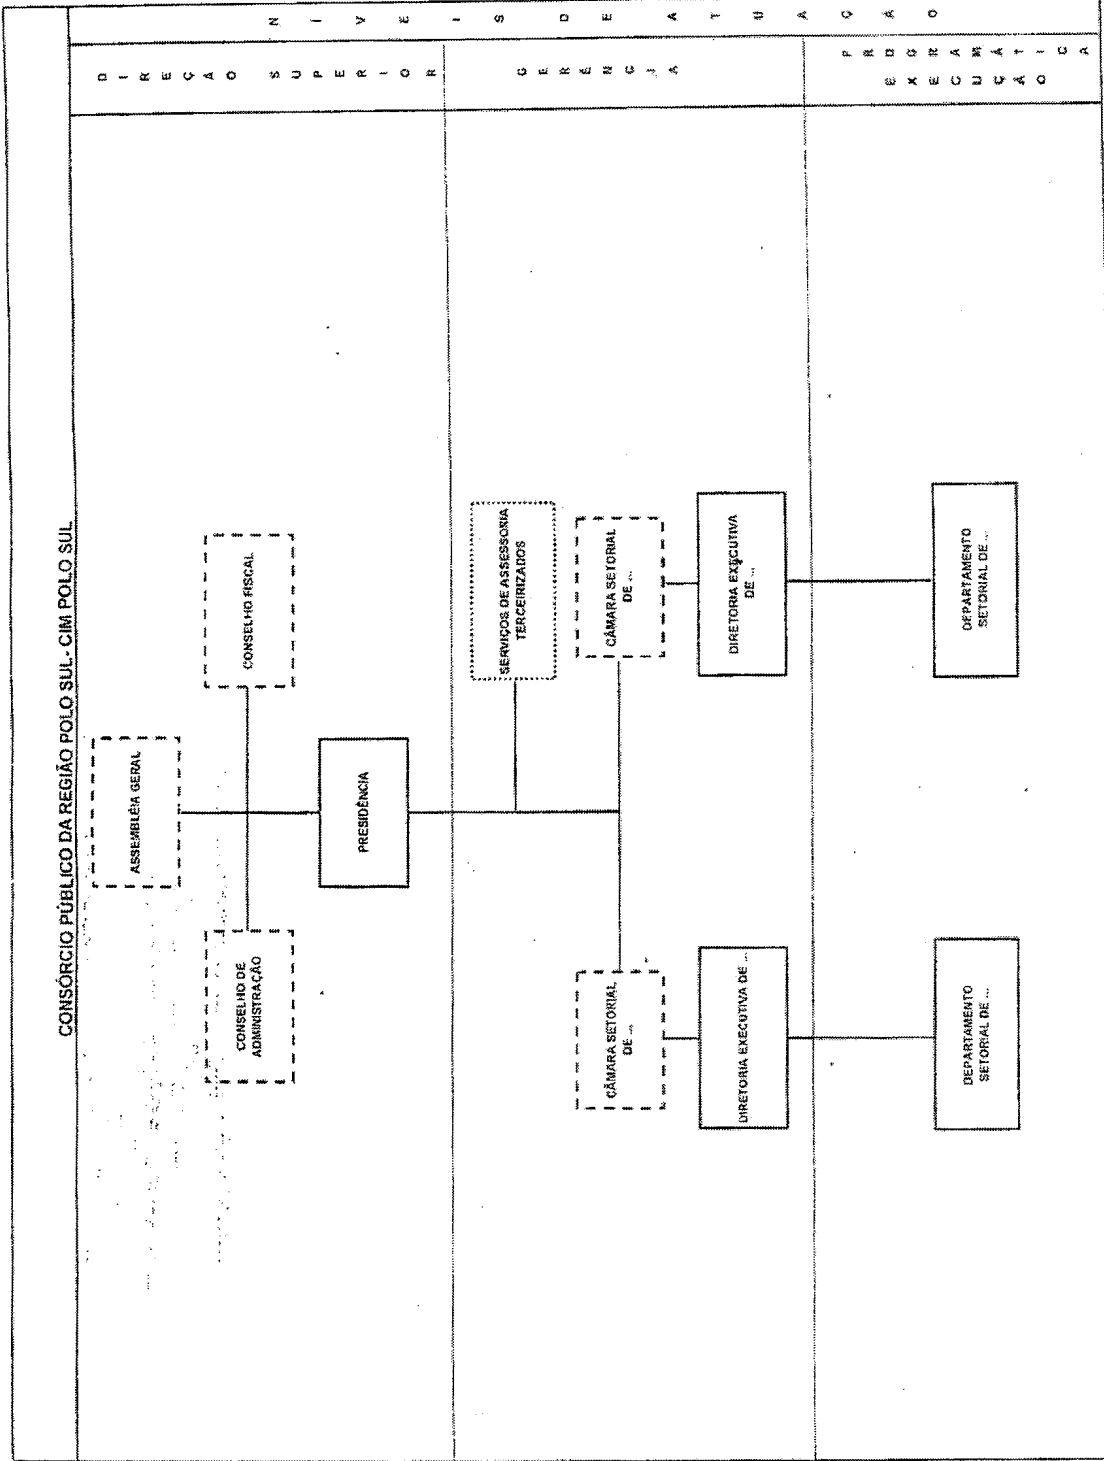 CONSÓRCIO PÚBLICO DA REGIÃO POLO SUL - CIM POLO SUL
NÍVEIS DE ATUAÇÃO
DIREÇÃO SUPERIOR
ASSEMBLÉIA GERAL
CONSELHO DE
ADMINISTRAÇÃO
CONSELHO FISCAL
PRESIDÊNCIA
GERÊNCIA
SERVIÇOS DE ASSESSORIA
TERCEIRIZADOS
CÂMARA SETORIAL
DE ...
CÂMARA SETORIAL
DE ...
DIRETORIA EXECUTIVA DE ...
DIRETORIA EXECUTIVA
DE ...
EXECUÇÃO
PROGRAMÁTICA
DEPARTAMENTO
SETORIAL DE ...
DEPARTAMENTO
SETORIAL DE ...